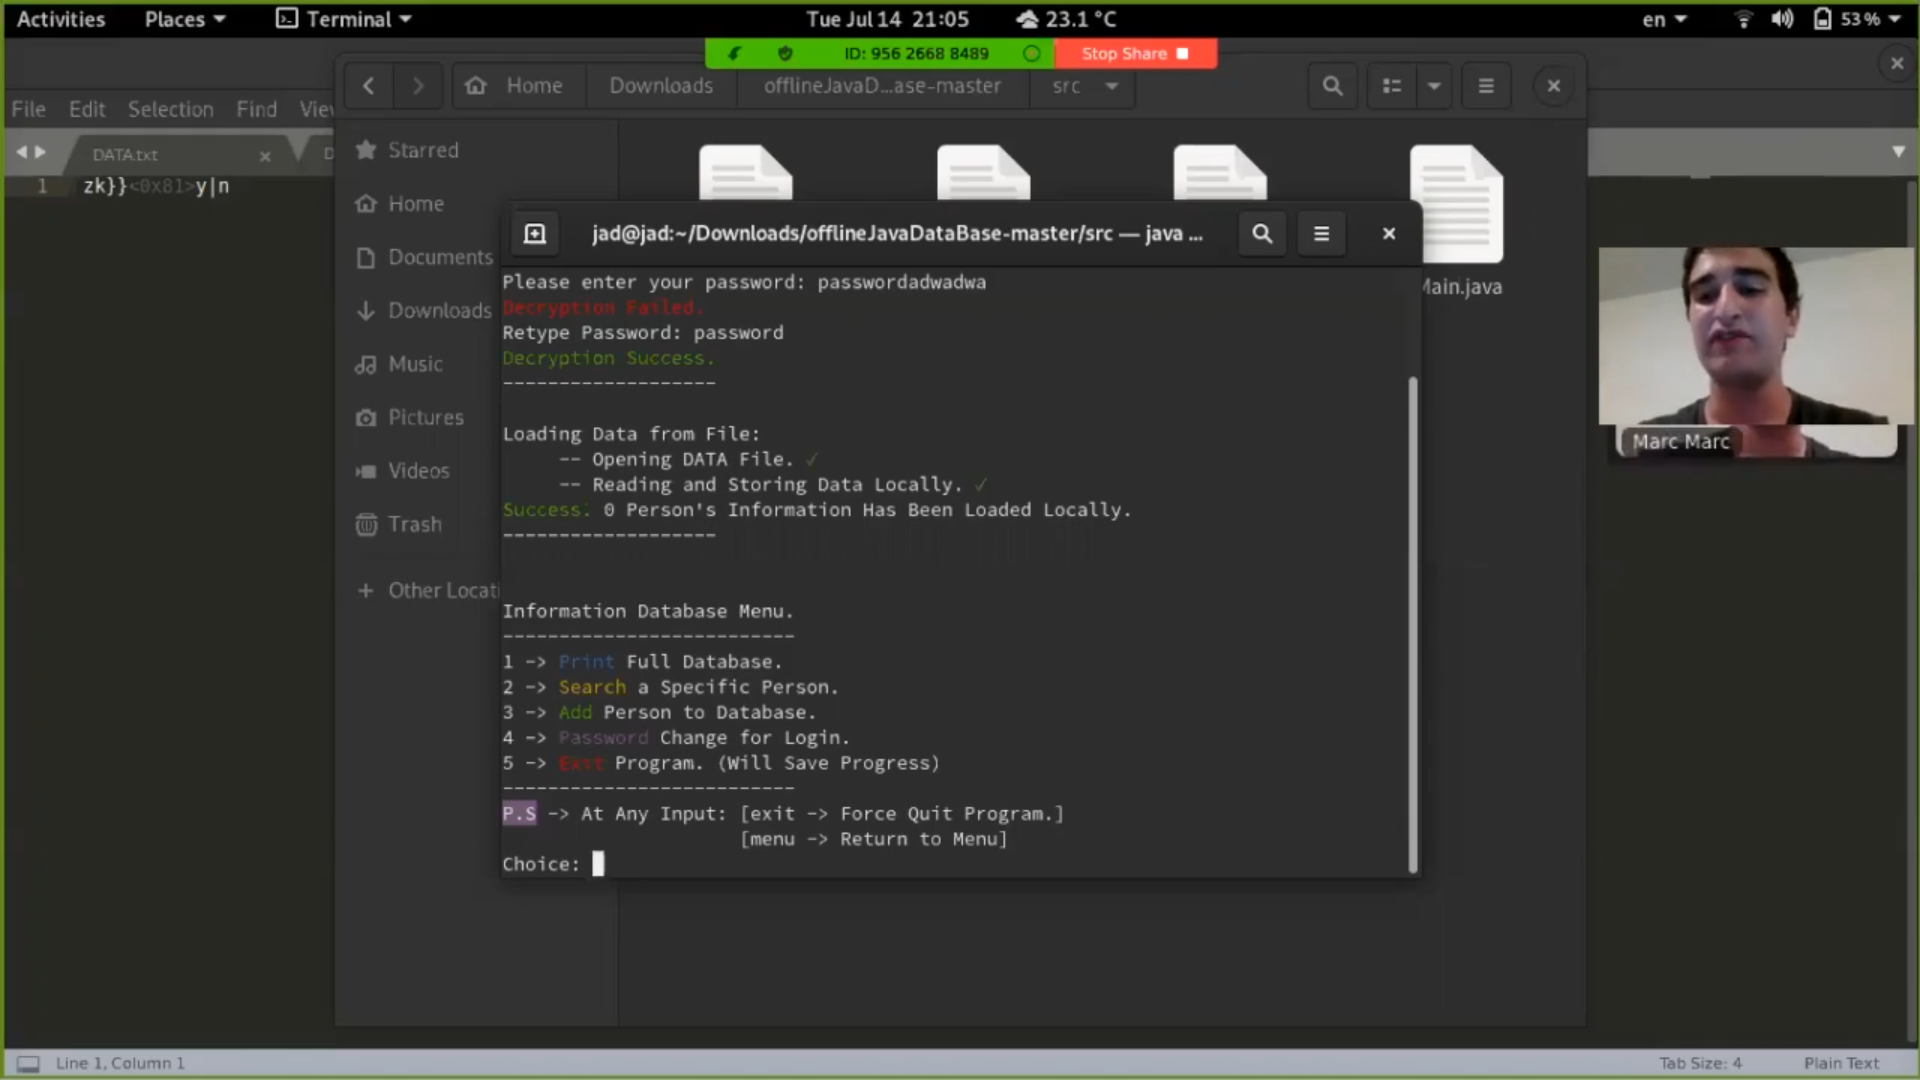 Activities Places Terminal Tue Jul 14 21:05 23.1 °C en 53 %
ID: 956 2668 8489 Stop Share
Home Downloads offlineJavaD...ase-master src
File Edit Selection Find
DATA.txt
1 zk}}<0x81>y|n
Starred
Home
Documents
Downloads
Music
Pictures
Videos
Trash
+ Other Locati
Main.java
Marc Marc
jad@jad:~/Downloads/offlineJavaDataBase-master/src — java ...
Please enter your password: passwordadwadwa
Decryption Failed.
Retype Password: password
Decryption Success.
-------------------
Loading Data from File:
-- Opening DATA File. ✓
-- Reading and Storing Data Locally. ✓
Success: 0 Person's Information Has Been Loaded Locally.
-------------------
Information Database Menu.
--------------------------
1 -> Print Full Database.
2 -> Search a Specific Person.
3 -> Add Person to Database.
4 -> Password Change for Login.
5 -> Exit Program. (Will Save Progress)
--------------------------
P.S -> At Any Input: [exit -> Force Quit Program.]
[menu -> Return to Menu]
Choice:
Line 1, Column 1 Tab Size: 4 Plain Text